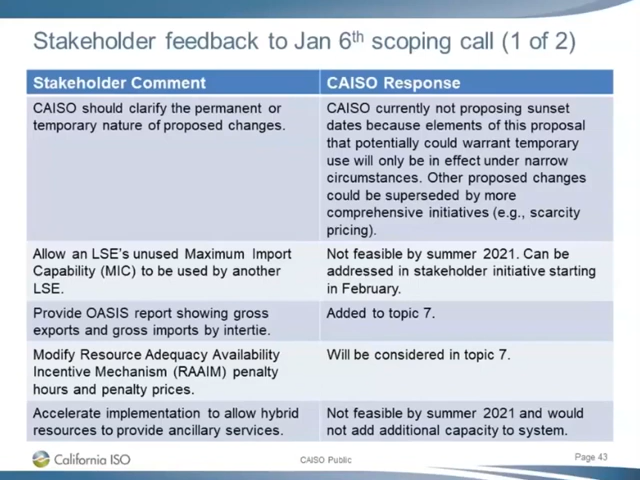 Stakeholder feedback to Jan 6th scoping call (1 of 2)
Stakeholder Comment
CAISO Response
CAISO should clarify the permanent or
temporary nature of proposed changes.
CAISO currently not proposing sunset
dates because elements of this proposal
that potentially could warrant temporary
use will only be in effect under narrow
circumstances. Other proposed changes
could be superseded by more
comprehensive initiatives (e.g., scarcity
pricing).
Allow an LSE's unused Maximum Import
Capability (MIC) to be used by another
LSE.
Not feasible by summer 2021. Can be
addressed in stakeholder initiative starting
in February.
Provide OASIS report showing gross
exports and gross imports by intertie.
Added to topic 7.
Modify Resource Adequacy Availability
Incentive Mechanism (RAAIM) penalty
hours and penalty prices.
Will be considered in topic 7.
Accelerate implementation to allow hybrid
resources to provide ancillary services.
Not feasible by summer 2021 and would
not add additional capacity to system.
California ISO
CAISO Public
Page 43